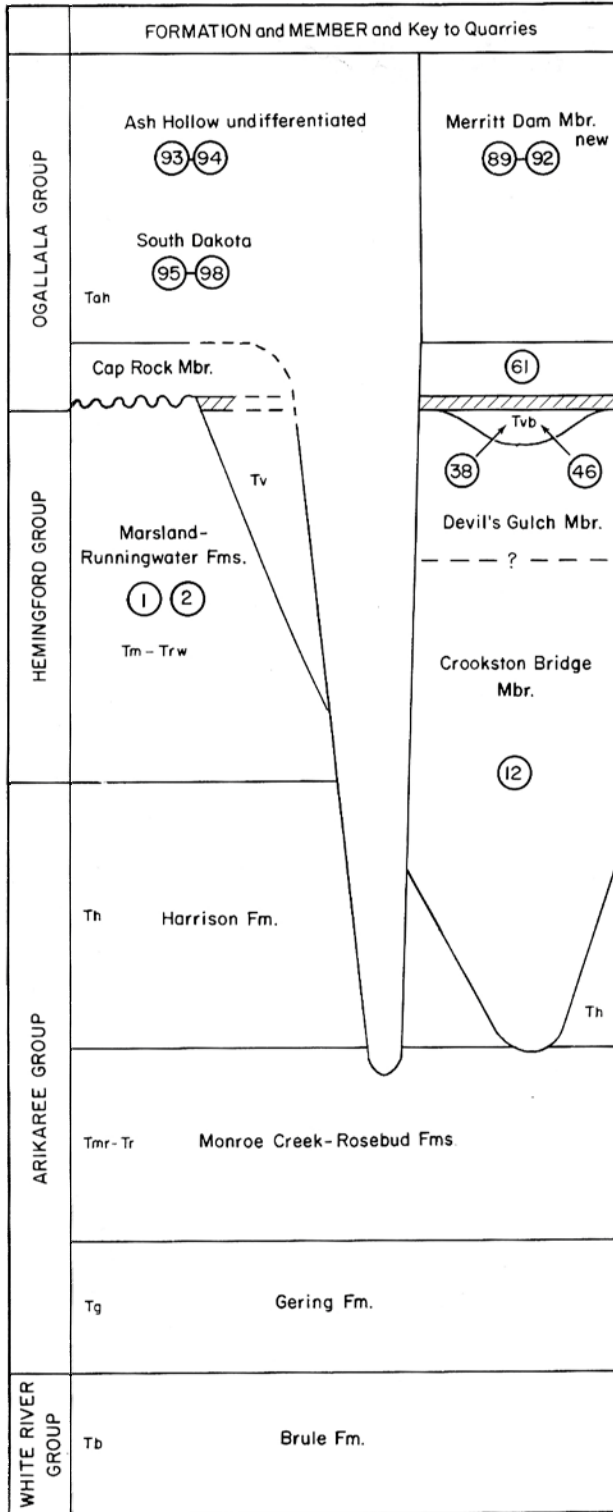 FORMATION and MEMBER and Key to Quarries
OGALLALA GROUP
Ash Hollow undifferentiated
93 94
South Dakota
95 98
Tah
Cap Rock Mbr.
Merritt Dam Mbr.
new
89 92
61
HEMINGFORD GROUP
Tv
Marsland-
Runningwater Fms.
1 2
Tm - Trw
Tvb
38 46
Devil's Gulch Mbr.
?
Crookston Bridge
Mbr.
12
ARIKAREE GROUP
Th
Harrison Fm.
Th
Tmr - Tr
Monroe Creek-Rosebud Fms.
Tg
Gering Fm.
WHITE RIVER
GROUP
Tb
Brule Fm.